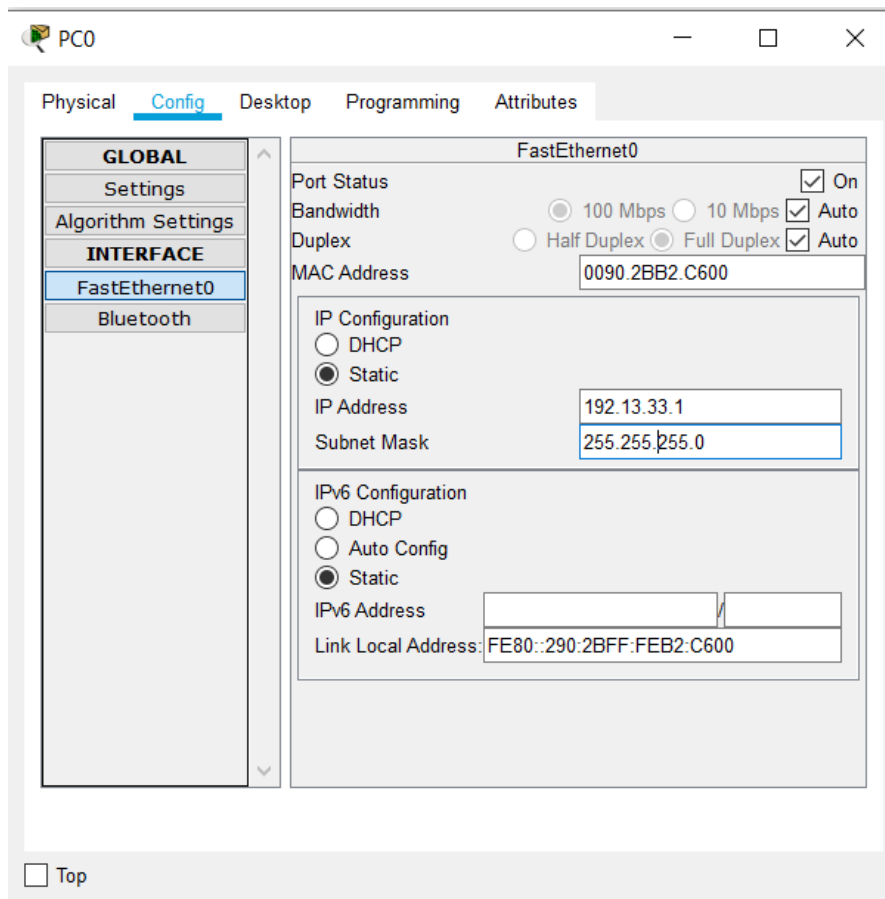 PC0
Physical Config Desktop Programming Attributes
GLOBAL
Settings
Algorithm Settings
INTERFACE
FastEthernet0
Bluetooth
FastEthernet0
Port Status On
Bandwidth 100 Mbps 10 Mbps Auto
Duplex Half Duplex Full Duplex Auto
MAC Address 0090.2BB2.C600
IP Configuration
DHCP
Static
IP Address 192.13.33.1
Subnet Mask 255.255.255.0
IPv6 Configuration
DHCP
Auto Config
Static
IPv6 Address /
Link Local Address: FE80::290:2BFF:FEB2:C600
Top